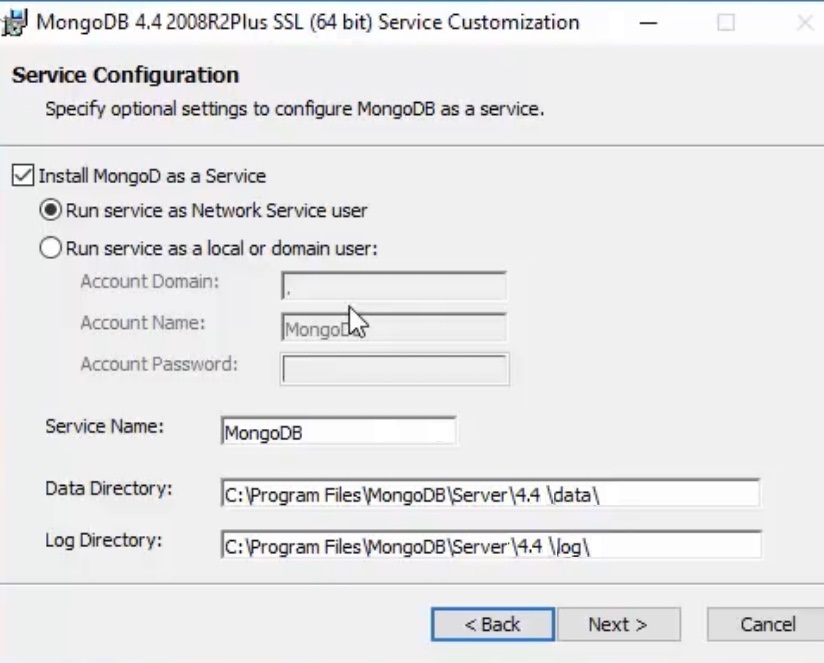 MongoDB 4.4 2008R2Plus SSL (64 bit) Service Customization
Service Configuration
Specify optional settings to configure MongoDB as a service.
Install MongoD as a Service
Run service as Network Service user
Run service as a local or domain user:
Account Domain: .
Account Name:
Account Password:
Service Name: MongoDB
Data Directory: C:\Program Files\MongoDB\Server\4.4 \data\
Log Directory: C:\Program Files\MongoDB\Server\4.4 \log\
< Back Next > Cancel